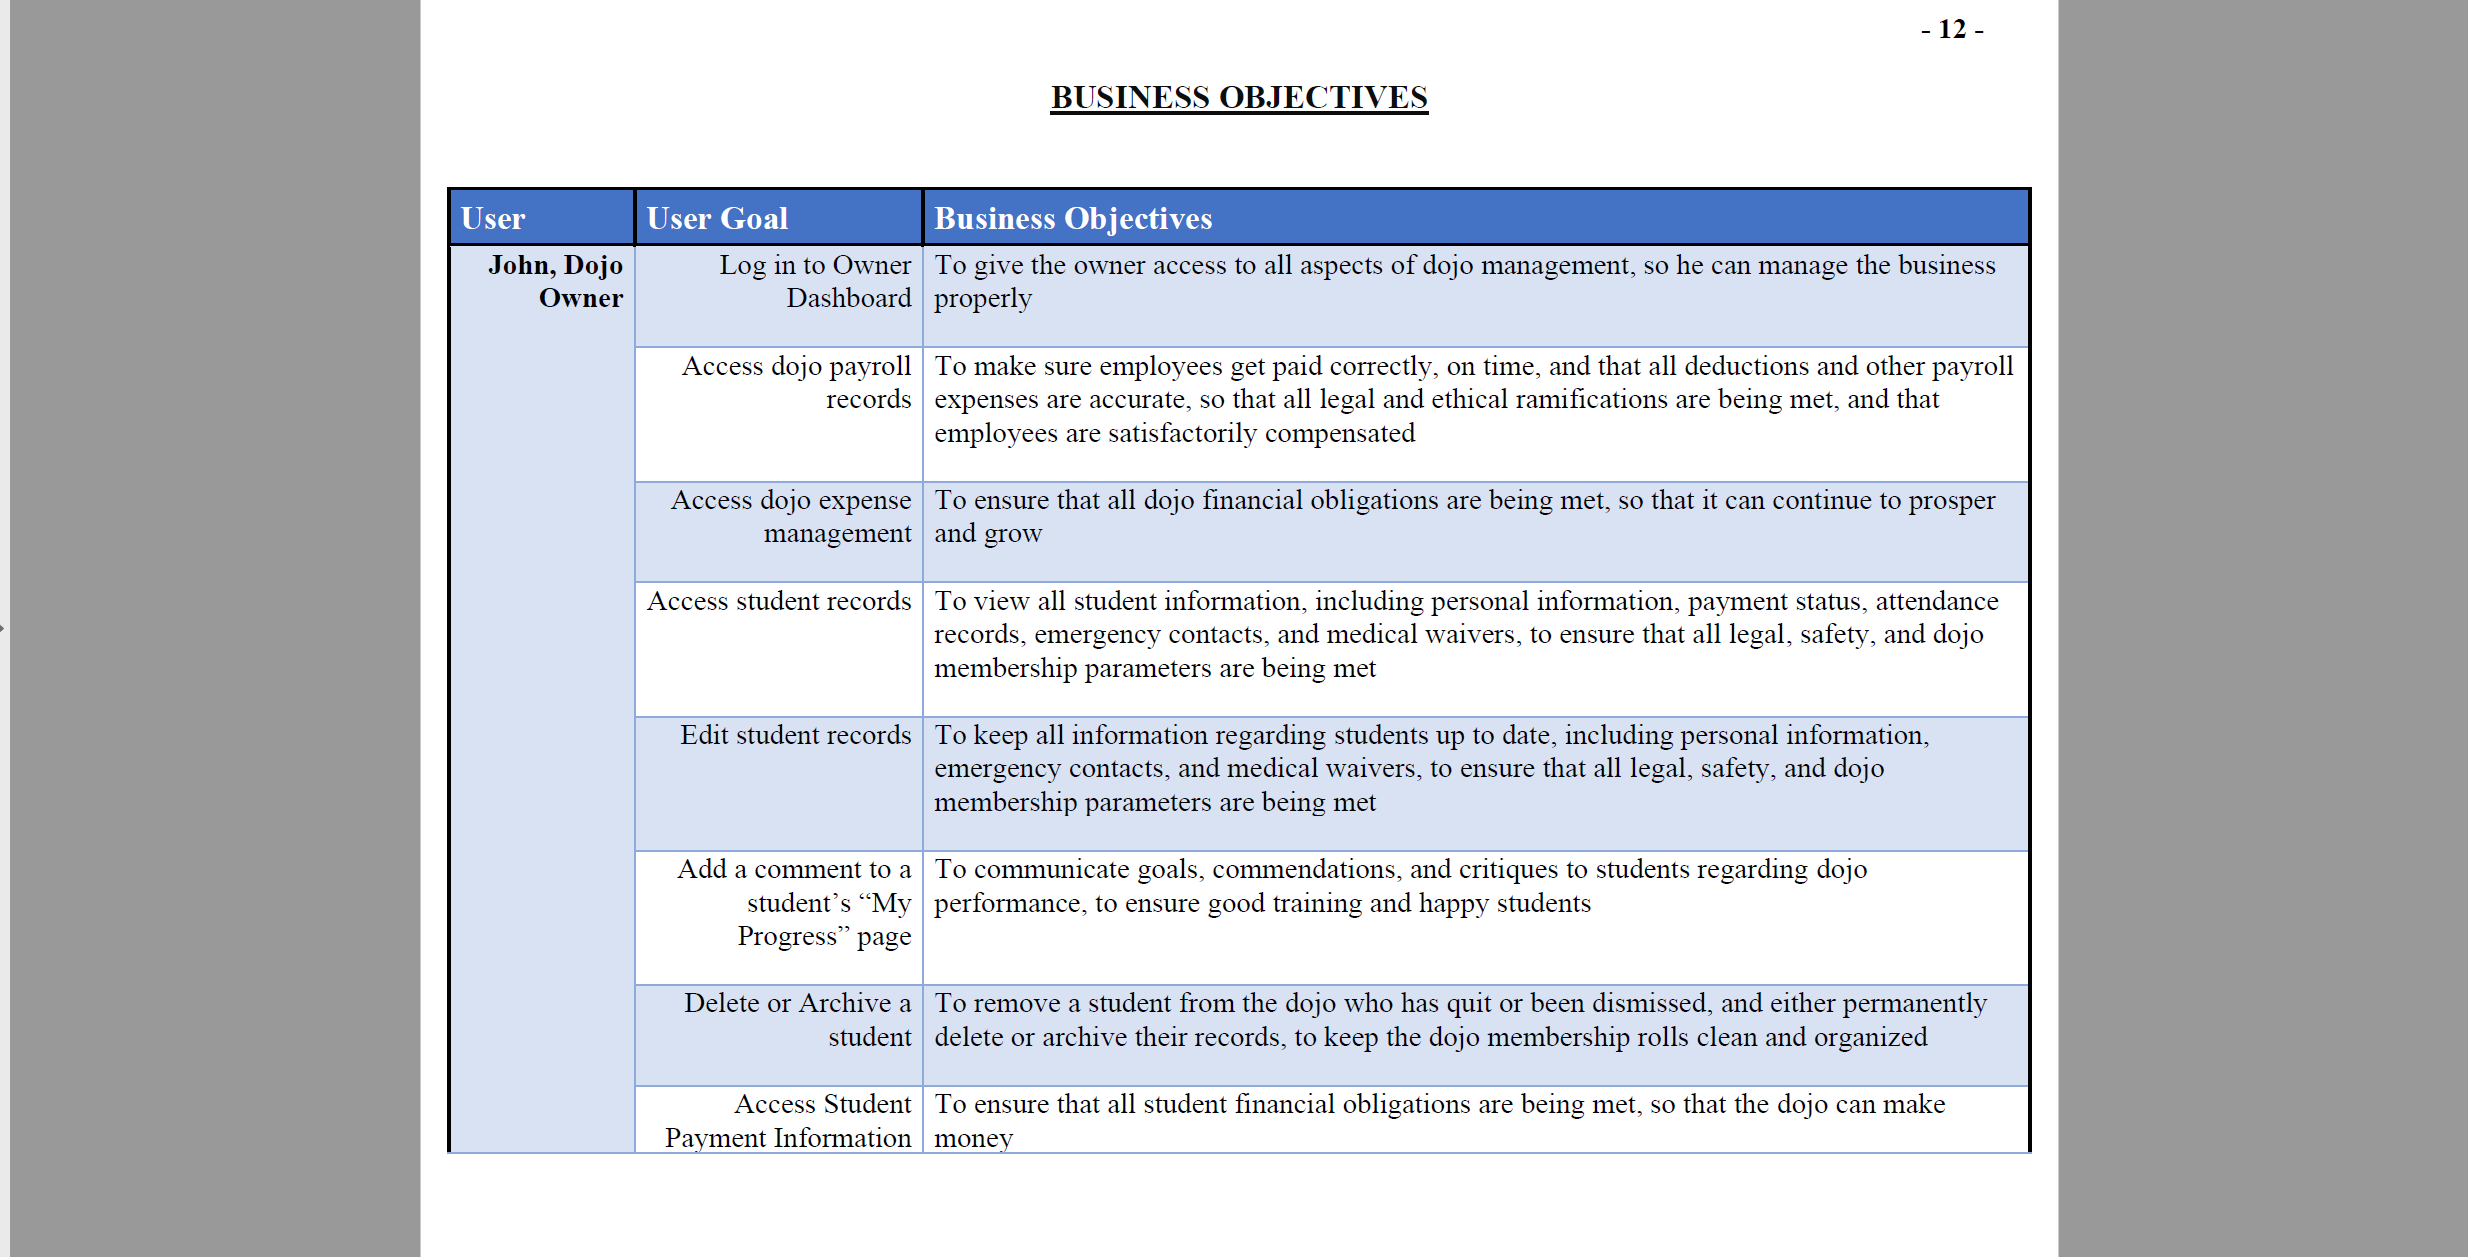 - 12 -
BUSINESS OBJECTIVES
User
User Goal
Business Objectives
John, Dojo
Owner
Log in to Owner
Dashboard
To give the owner access to all aspects of dojo management, so he can manage the business
properly
Access dojo payroll
records
To make sure employees get paid correctly, on time, and that all deductions and other payroll
expenses are accurate, so that all legal and ethical ramifications are being met, and that
employees are satisfactorily compensated
Access dojo expense
management
To ensure that all dojo financial obligations are being met, so that it can continue to prosper
and grow
Access student records
To view all student information, including personal information, payment status, attendance
records, emergency contacts, and medical waivers, to ensure that all legal, safety, and dojo
membership parameters are being met
Edit student records
To keep all information regarding students up to date, including personal information,
emergency contacts, and medical waivers, to ensure that all legal, safety, and dojo
membership parameters are being met
Add a comment to a
student’s “My
Progress” page
To communicate goals, commendations, and critiques to students regarding dojo
performance, to ensure good training and happy students
Delete or Archive a
student
To remove a student from the dojo who has quit or been dismissed, and either permanently
delete or archive their records, to keep the dojo membership rolls clean and organized
Access Student
Payment Information
To ensure that all student financial obligations are being met, so that the dojo can make
money